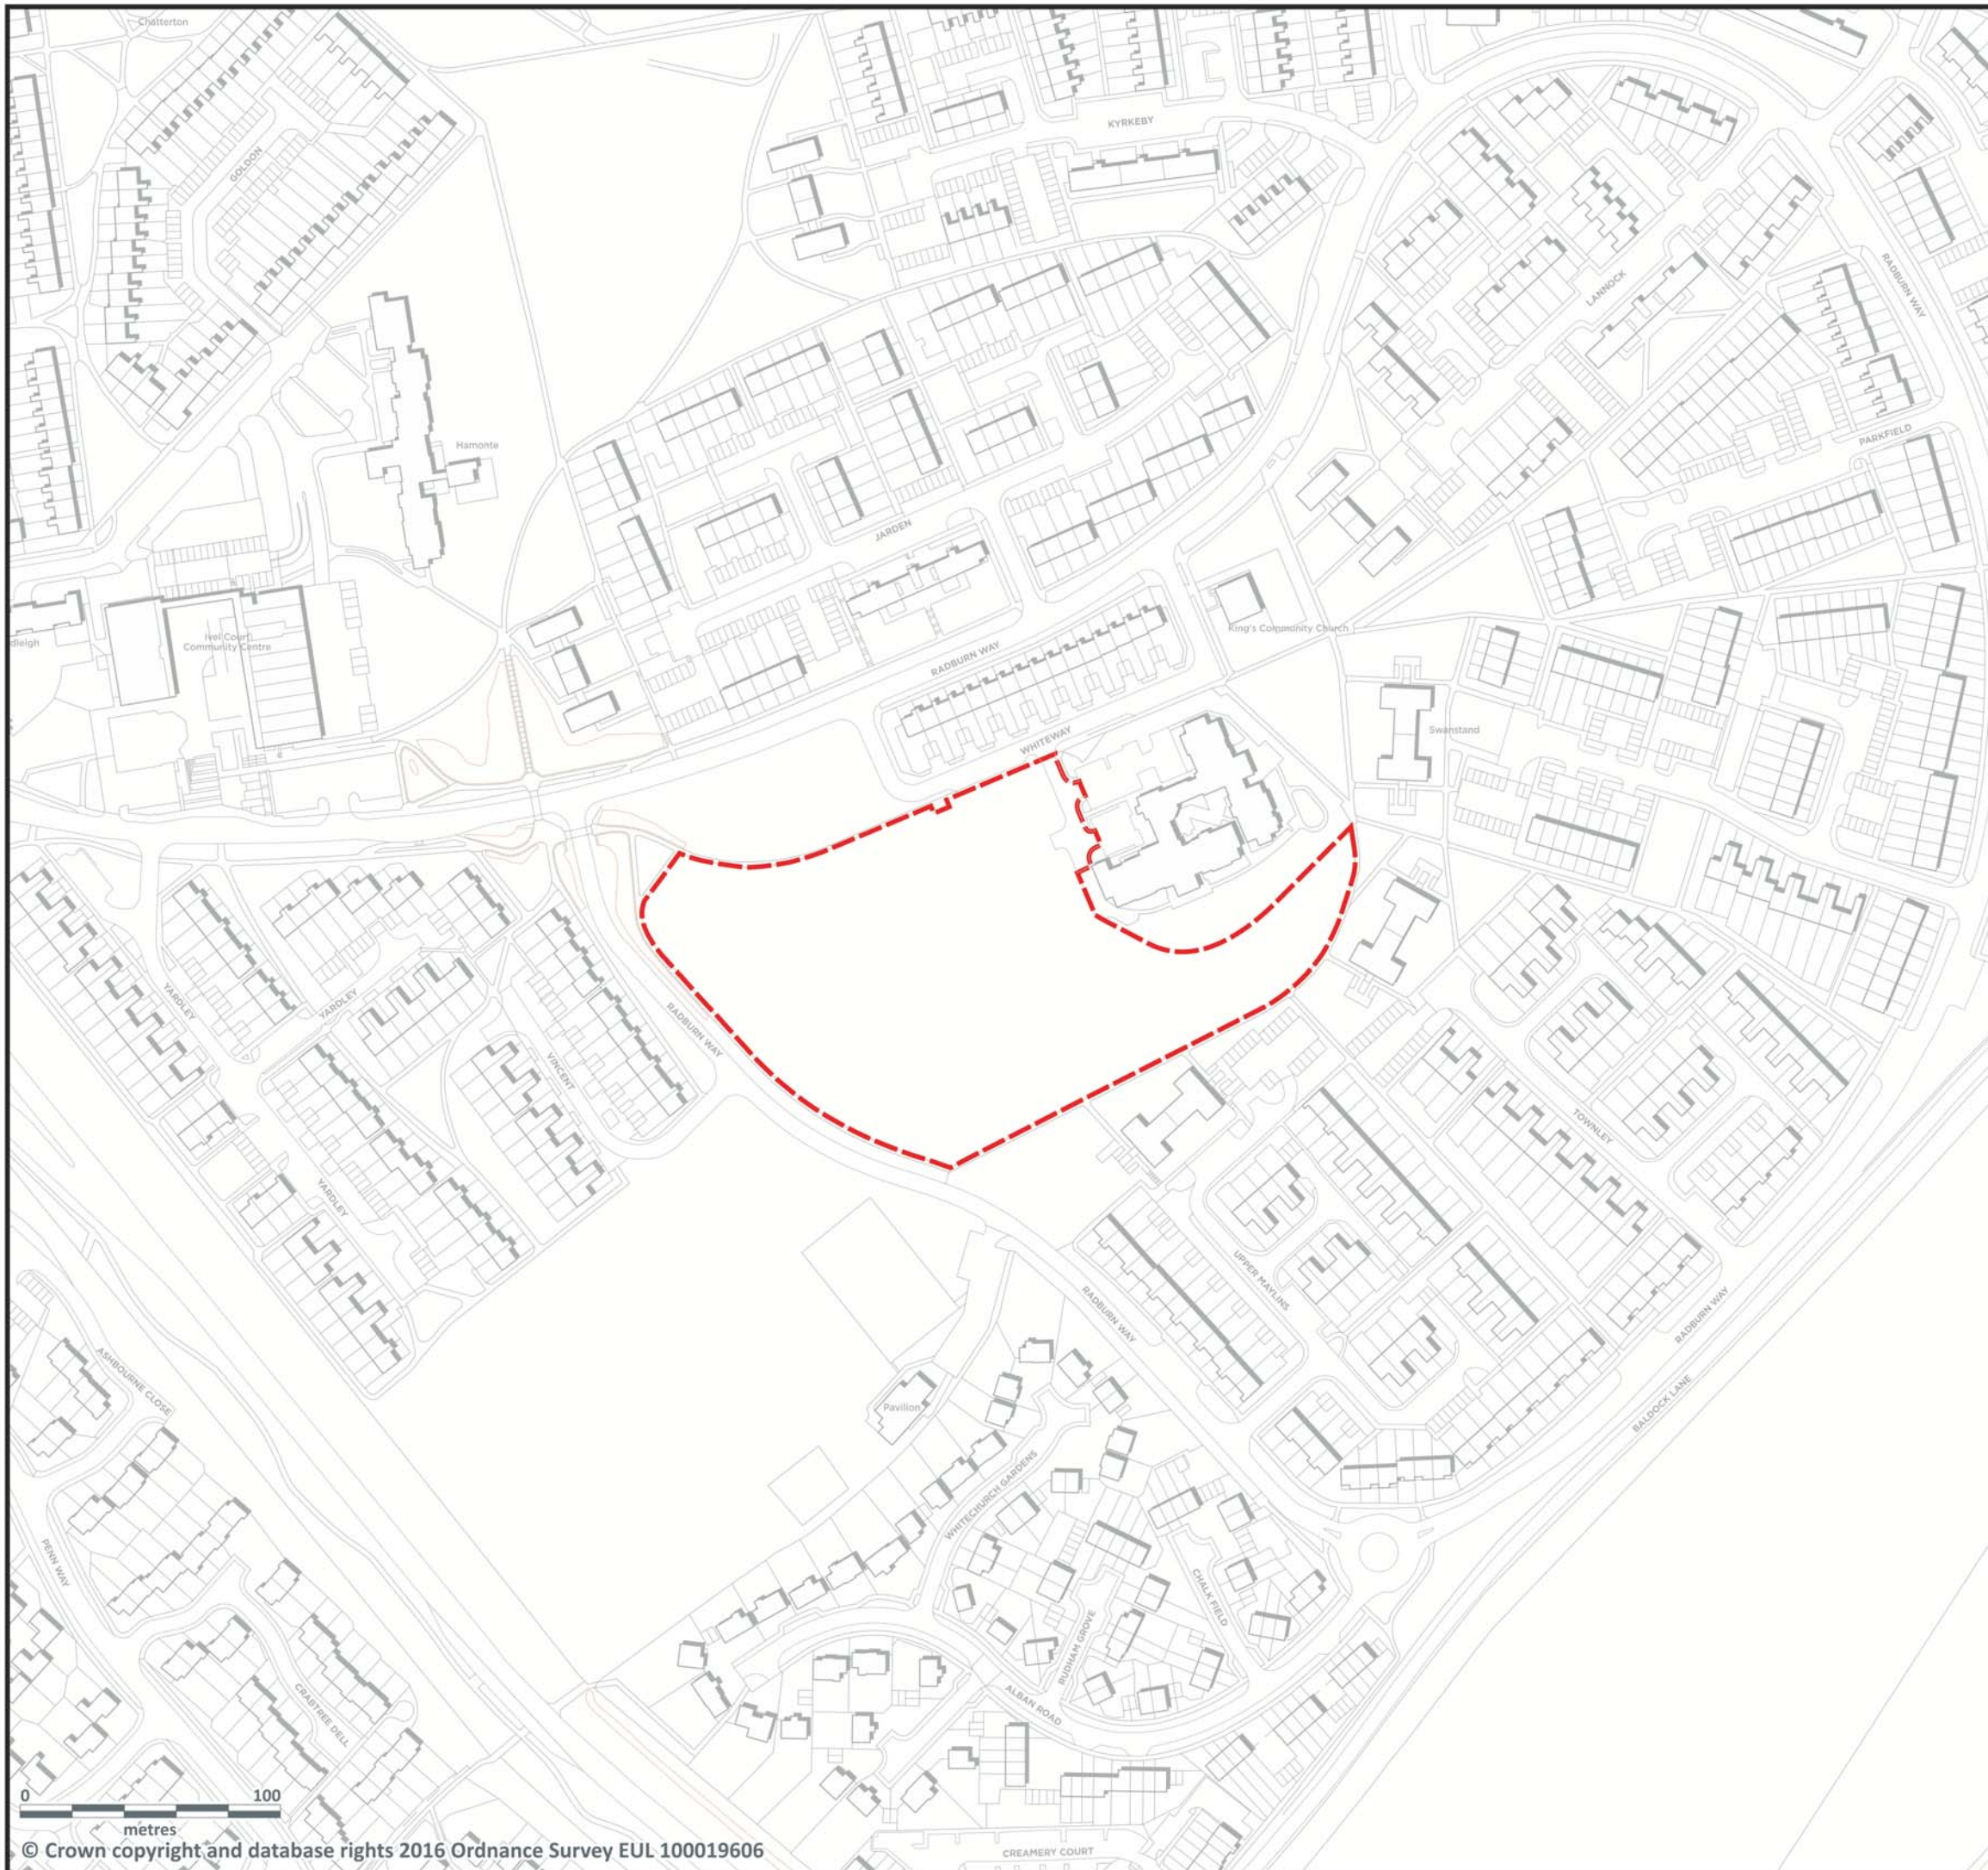 Chatterton
KYRKEBY
GOLDON
RADBURN WAY
LANNOCK
PARKFIELD
Hamonte
JARDEN
Ivel Court
Community Centre
dleigh
King's Community Church
RADBURN WAY
Swanstand
WHITEWAY
YARDLEY
YARDLEY
RADBURN WAY
VINCENT
TOWNLEY
YARDLEY
UPPER MAYLINS
RADBURN WAY
RADBURN WAY
ASHBOURNE CLOSE
BALDOCK LANE
Pavilion
WHITECHURCH GARDENS
PENN WAY
CHALK FIELD
RUDHAM GROVE
CRABTREE DELL
ALBAN ROAD
0 100
metres
© Crown copyright and database rights 2016 Ordnance Survey EUL 100019606
CREAMERY COURT